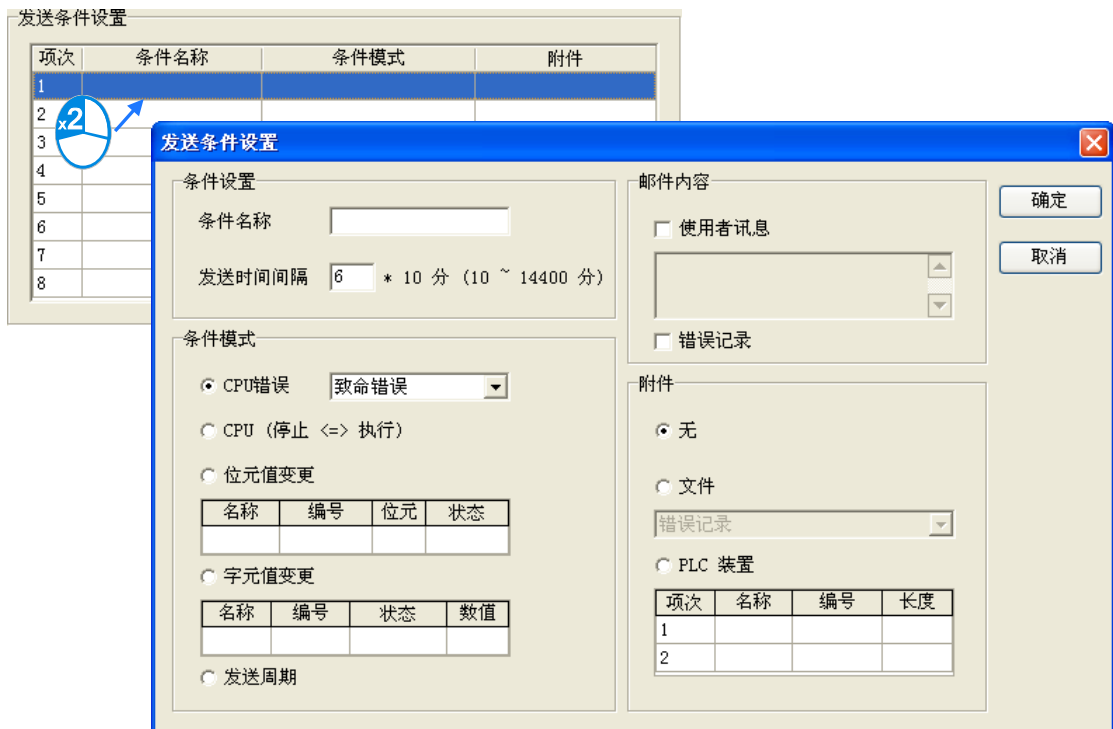 发送条件设置
项次 条件名称 条件模式 附件
1
2
x2
3
4
5
6
7
8
发送条件设置
条件设置
条件名称
发送时间间隔 6 * 10 分 (10 ~ 14400 分)
条件模式
CPU错误 致命错误
CPU (停止 <=> 执行)
位元值变更
名称 编号 位元 状态
字元值变更
名称 编号 状态 数值
发送周期
邮件内容
使用者讯息
错误记录
附件
无
文件
错误记录
PLC 装置
项次 名称 编号 长度
1
2
确定
取消